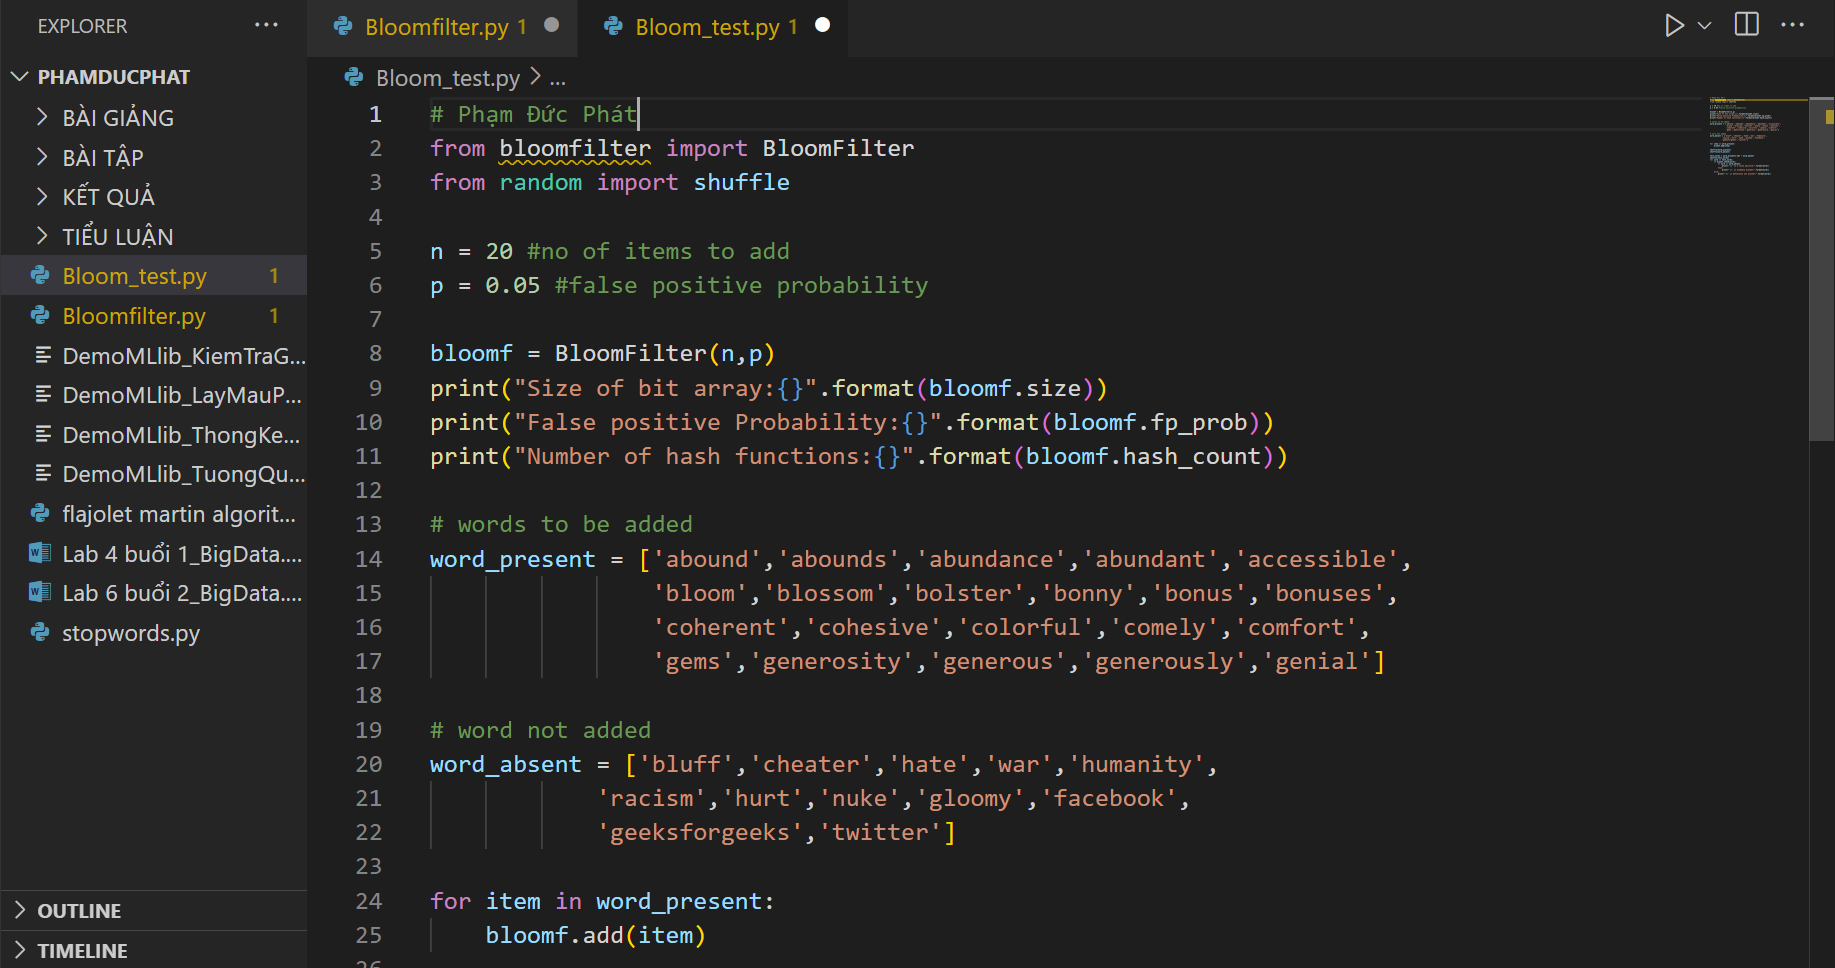 EXPLORER
PHAMDUCPHAT
BÀI GIẢNG
BÀI TẬP
KẾT QUẢ
TIỂU LUẬN
Bloom_test.py 1
Bloomfilter.py 1
DemoMLlib_KiemTraG...
DemoMLlib_LayMauP...
DemoMLlib_ThongKe...
DemoMLlib_TuongQu...
flajolet martin algorit...
Lab 4 buổi 1_BigData....
Lab 6 buổi 2_BigData....
stopwords.py
OUTLINE
TIMELINE
Bloomfilter.py 1
Bloom_test.py 1
Bloom_test.py > ...
1 # Phạm Đức Phát
2 from bloomfilter import BloomFilter
3 from random import shuffle
4
5 n = 20 #no of items to add
6 p = 0.05 #false positive probability
7
8 bloomf = BloomFilter(n,p)
9 print("Size of bit array:{}".format(bloomf.size))
10 print("False positive Probability:{}".format(bloomf.fp_prob))
11 print("Number of hash functions:{}".format(bloomf.hash_count))
12
13 # words to be added
14 word_present = ['abound','abounds','abundance','abundant','accessible',
15 'bloom','blossom','bolster','bonny','bonus','bonuses',
16 'coherent','cohesive','colorful','comely','comfort',
17 'gems','generosity','generous','generously','genial']
18
19 # word not added
20 word_absent = ['bluff','cheater','hate','war','humanity',
21 'racism','hurt','nuke','gloomy','facebook',
22 'geeksforgeeks','twitter']
23
24 for item in word_present:
25 bloomf.add(item)